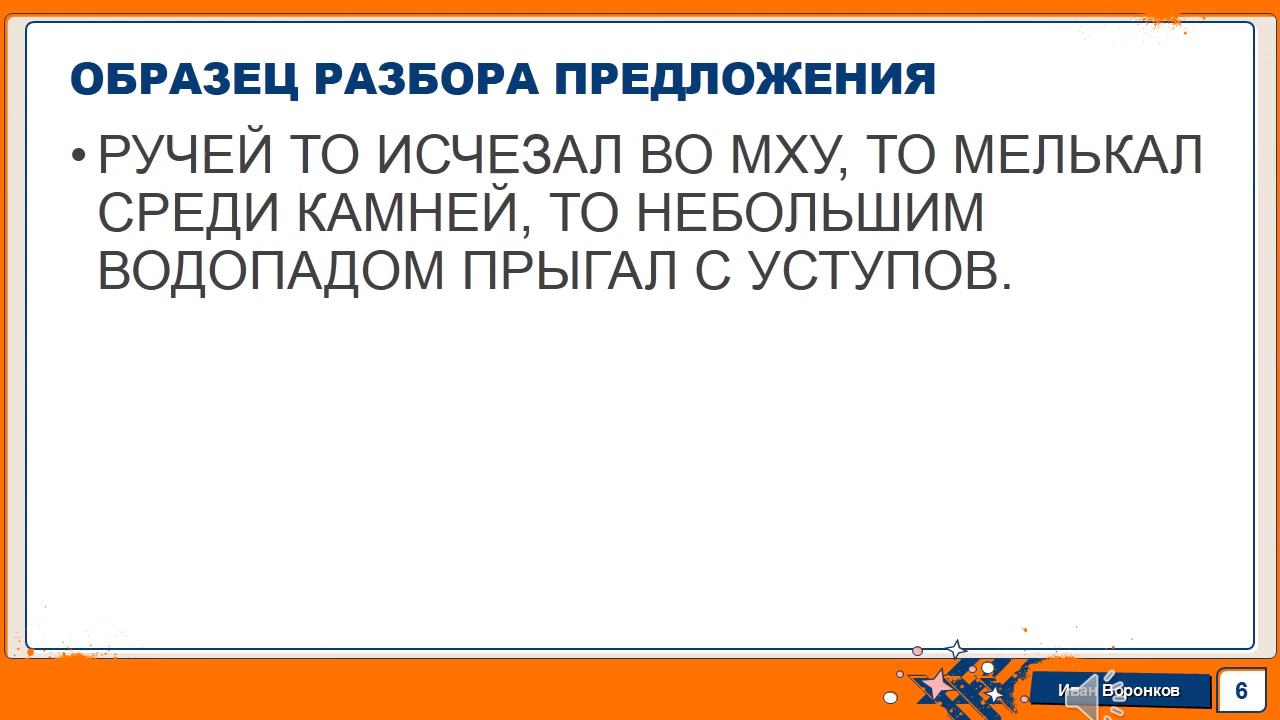 ОБРАЗЕЦ РАЗБОРА ПРЕДЛОЖЕНИЯ
• РУЧЕЙ ТО ИСЧЕЗАЛ ВО МХУ, ТО МЕЛЬКАЛ
СРЕДИ КАМНЕЙ, ТО НЕБОЛЬШИМ
ВОДОПАДОМ ПРЫГАЛ С УСТУПОВ.
Иван Воронков
6